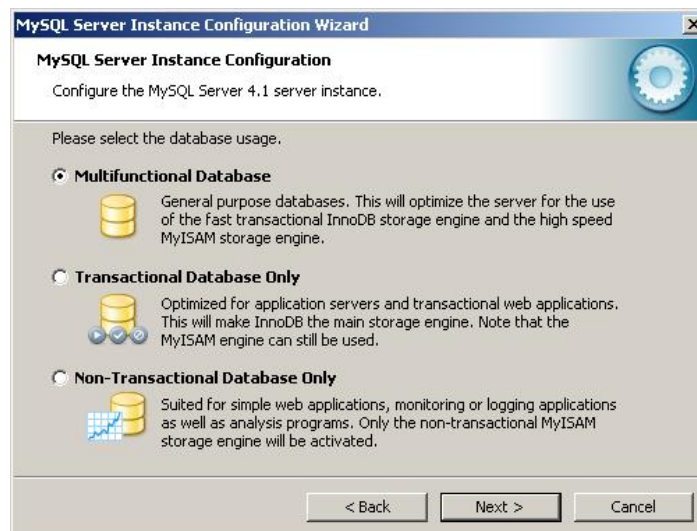 MySQL Server Instance Configuration Wizard
MySQL Server Instance Configuration
Configure the MySQL Server 4.1 server instance.
Please select the database usage.
Multifunctional Database
General purpose databases. This will optimize the server for the use
of the fast transactional InnoDB storage engine and the high speed
MyISAM storage engine.
Transactional Database Only
Optimized for application servers and transactional web applications.
This will make InnoDB the main storage engine. Note that the
MyISAM engine can still be used.
Non-Transactional Database Only
Suited for simple web applications, monitoring or logging applications
as well as analysis programs. Only the non-transactional MyISAM
storage engine will be activated.
< Back
Next >
Cancel